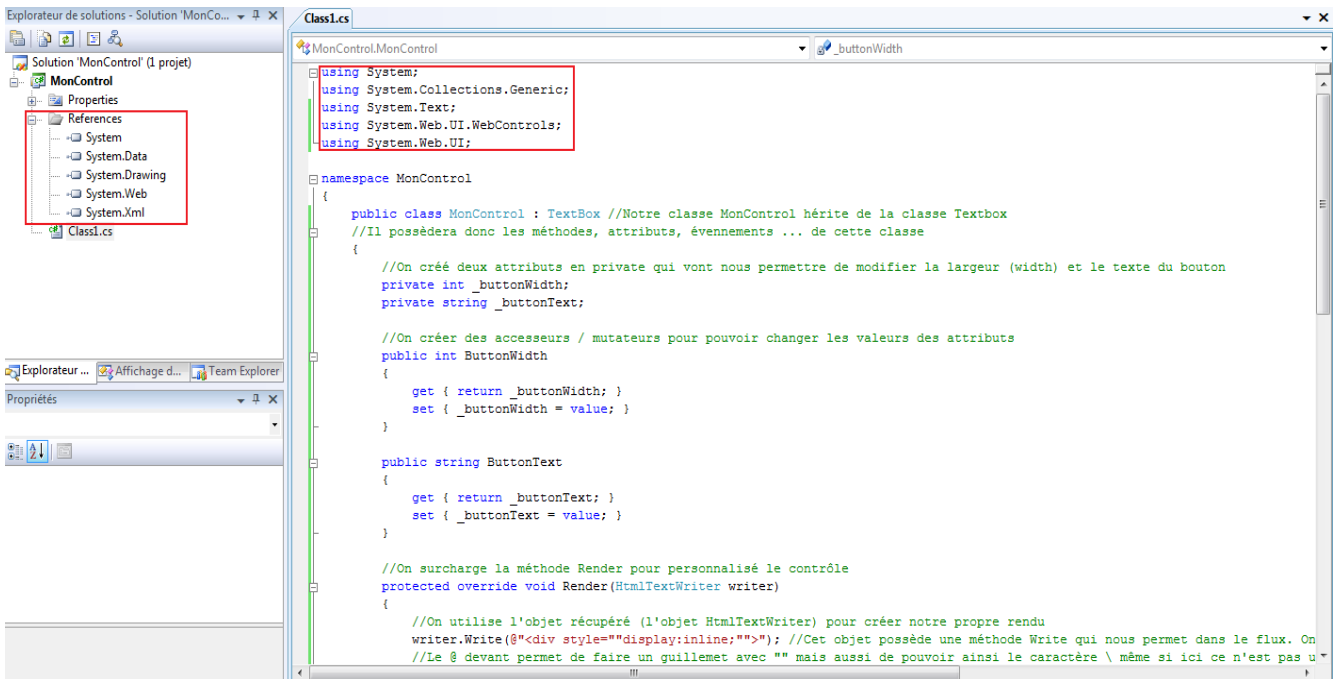 Explorateur de solutions - Solution 'MonCo...
Solution 'MonControl' (1 projet)
MonControl
Properties
References
System
System.Data
System.Drawing
System.Web
System.Xml
Class1.cs
Explorateur ... Affichage d... Team Explorer
Propriétés
Class1.cs
MonControl.MonControl _buttonWidth
using System;
using System.Collections.Generic;
using System.Text;
using System.Web.UI.WebControls;
using System.Web.UI;
namespace MonControl
{
public class MonControl : TextBox //Notre classe MonControl hérite de la classe Textbox
//Il possèdera donc les méthodes, attributs, évennements ... de cette classe
{
//On créé deux attributs en private qui vont nous permettre de modifier la largeur (width) et le texte du bouton
private int _buttonWidth;
private string _buttonText;
//On créer des accesseurs / mutateurs pour pouvoir changer les valeurs des attributs
public int ButtonWidth
{
get { return _buttonWidth; }
set { _buttonWidth = value; }
}
public string ButtonText
{
get { return _buttonText; }
set { _buttonText = value; }
}
//On surcharge la méthode Render pour personnalisé le contrôle
protected override void Render(HtmlTextWriter writer)
{
//On utilise l'objet récupéré (l'objet HtmlTextWriter) pour créer notre propre rendu
writer.Write(@"<div style=""display:inline;"">"); //Cet objet possède une méthode Write qui nous permet dans le flux. On
//Le @ devant permet de faire un guillemet avec "" mais aussi de pouvoir ainsi le caractère \ même si ici ce n'est pas u